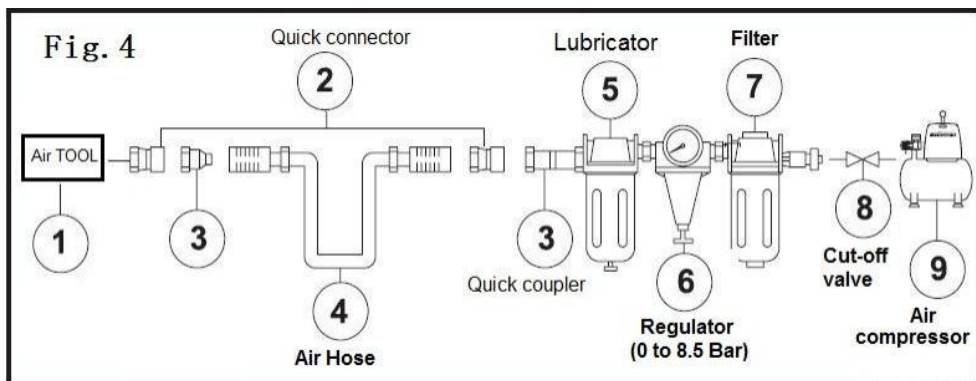 Fig. 4
Quick connector
2
Lubricator
5
Filter
7
Air TOOL
1
3
4
Air Hose
3
Quick coupler
6
Regulator
(0 to 8.5 Bar)
8
Cut-off
valve
9
Air
compressor